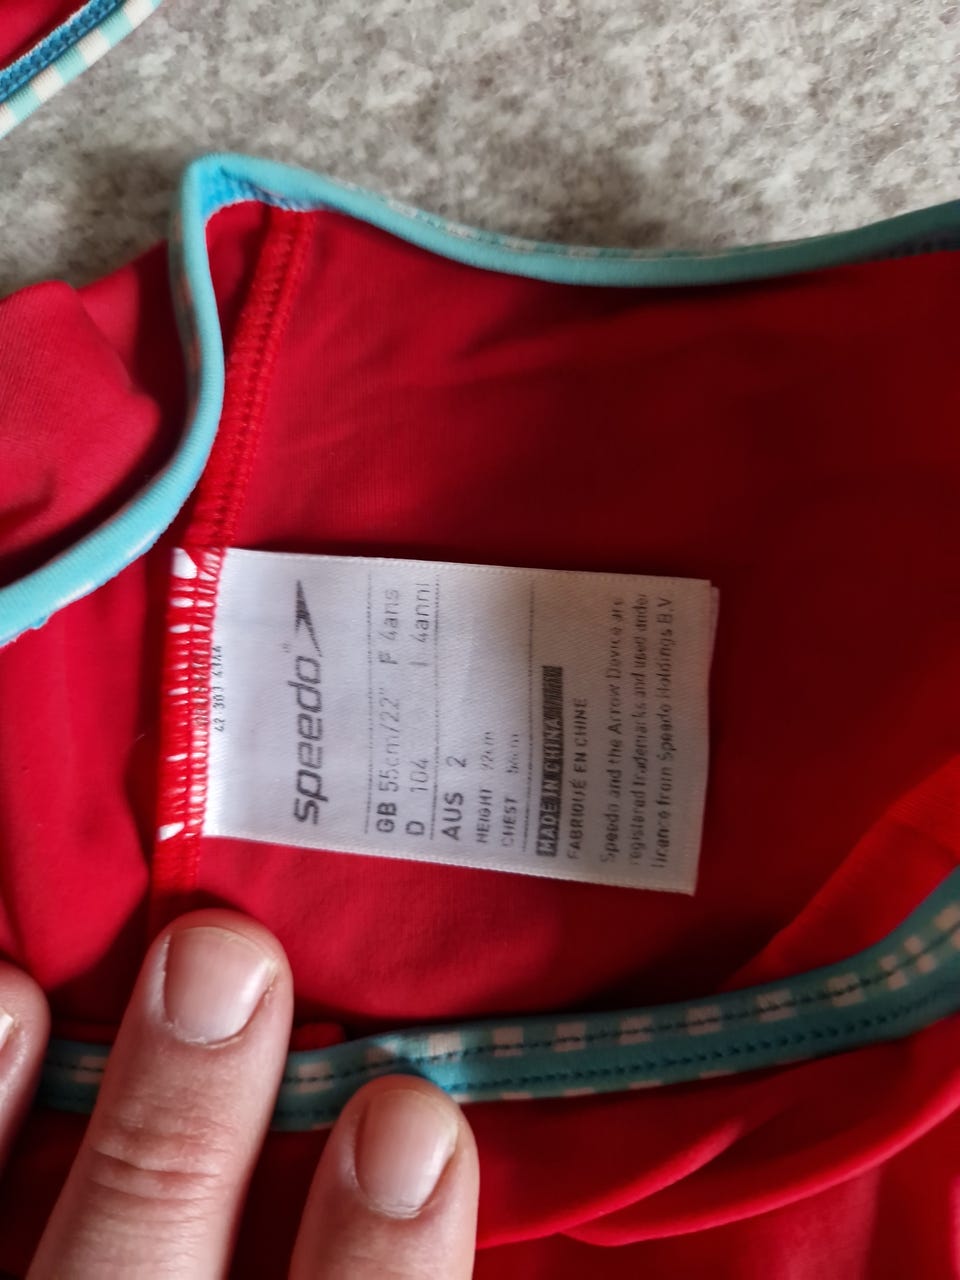 speedo
GB 55cm/22" F 4ans
D 104 I 4anni
AUS 2
HEIGHT
CHEST
MADE IN CHINA
FABRIQUÉ EN CHINE
Speedo and the Arrow Device are
registered trademarks and used under
licence from Speedo Holdings B.V